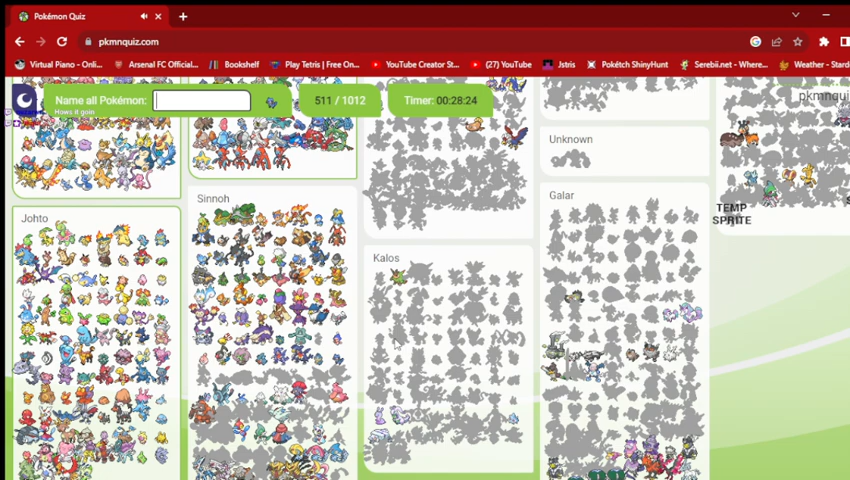 Pokémon Quiz
pkmnquiz.com
Virtual Piano - Onli...
Arsenal FC Official...
Bookshelf
Play Tetris | Free On...
YouTube Creator St...
(27) YouTube
Jstris
Pokétch ShinyHunt
Serebii.net - Where...
Weather - Stard
Name all Pokémon:
Hows it goin
511 / 1012
Timer: 00:28:24
pkmnqui
Unknown
Johto
Sinnoh
Kalos
Galar
TEMP
SPRITE